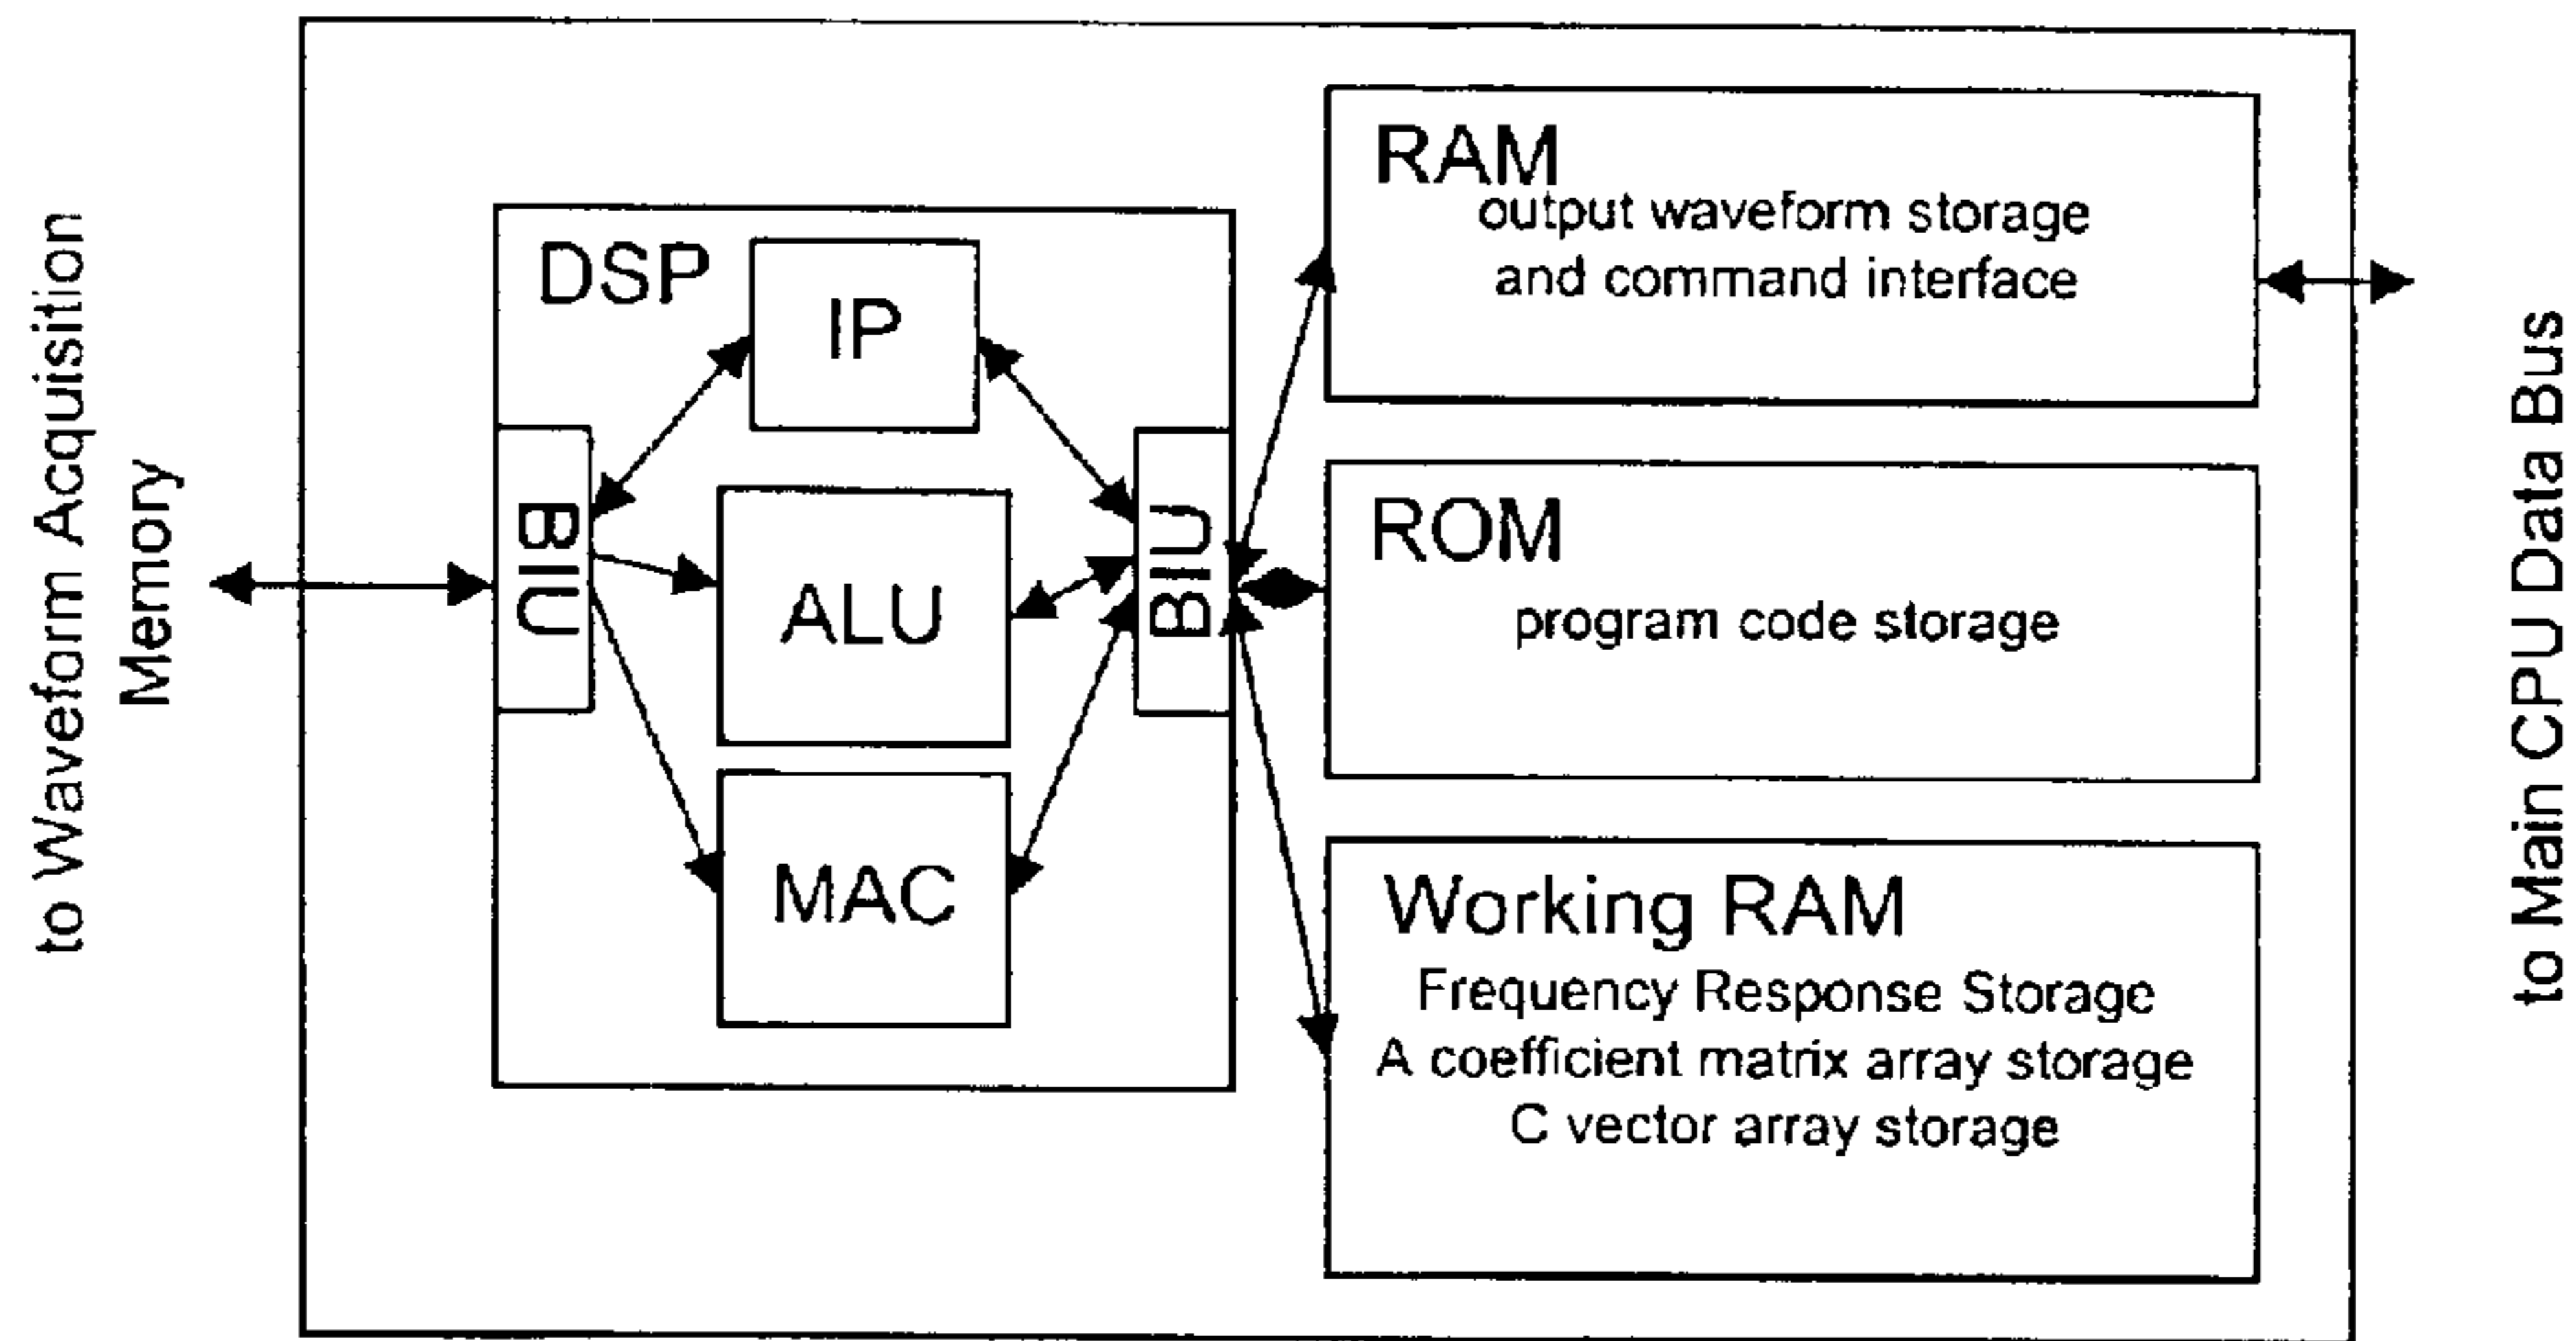 to Waveform Acquisition
Memory
DSP
IP
BIU
ALU
BIU
MAC
RAM
output waveform storage
and command interface
ROM
program code storage
Working RAM
Frequency Response Storage
A coefficient matrix array storage
C vector array storage
to Main CPU Data Bus